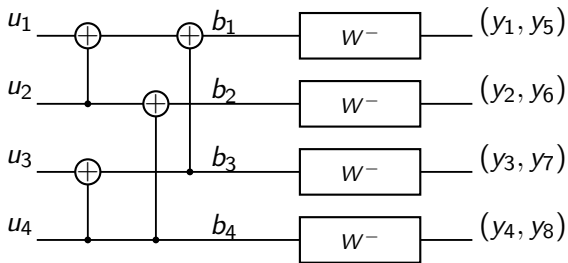 u₁ b₁ W⁻ (y₁, y₅)
u₂ b₂ W⁻ (y₂, y₆)
u₃ b₃ W⁻ (y₃, y₇)
u₄ b₄ W⁻ (y₄, y₈)